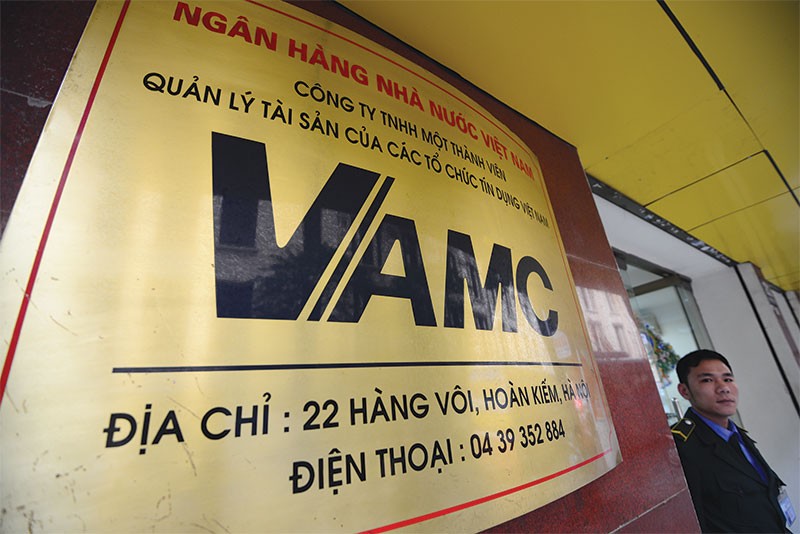 NGÂN HÀNG NHÀ NƯỚC VIỆT NAM
CÔNG TY TNHH MỘT THÀNH VIÊN
QUẢN LÝ TÀI SẢN CỦA CÁC TỔ CHỨC TÍN DỤNG VIỆT NAM
VAMC
ĐỊA CHỈ : 22 HÀNG VÔI, HOÀN KIẾM, HÀ NỘI
ĐIỆN THOẠI : 04 39 352 884